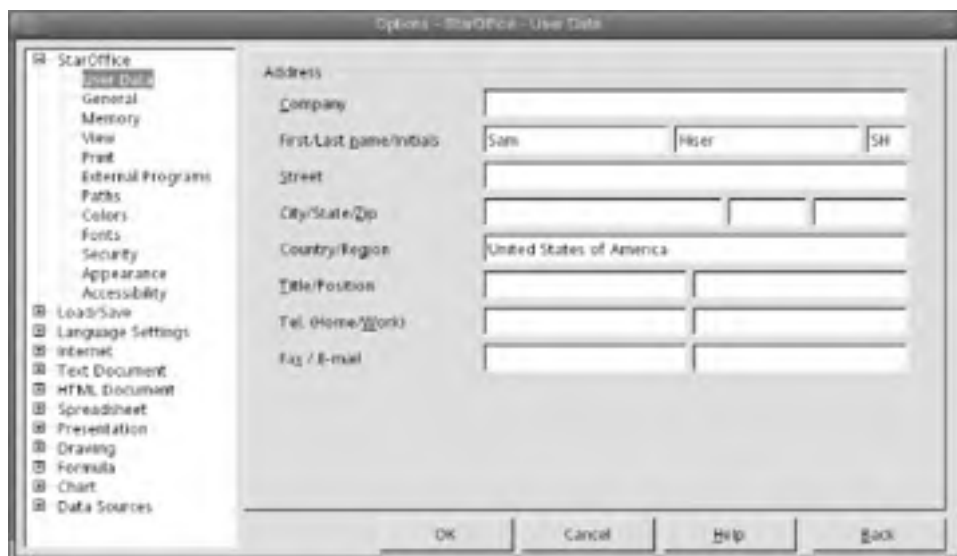 Options - StarOffice - User Data
StarOffice
User Data
General
Memory
View
Print
External Programs
Paths
Colors
Fonts
Security
Appearance
Accessibility
Load/Save
Language Settings
Internet
Text Document
HTML Document
Spreadsheet
Presentation
Drawing
Formula
Chart
Data Sources
Address
Company
First/Last name/Initials Sam Hiser SH
Street
City/State/Zip
Country/Region United States of America
Title/Position
Tel. (Home/Work)
Fax / E-mail
OK Cancel Help Back